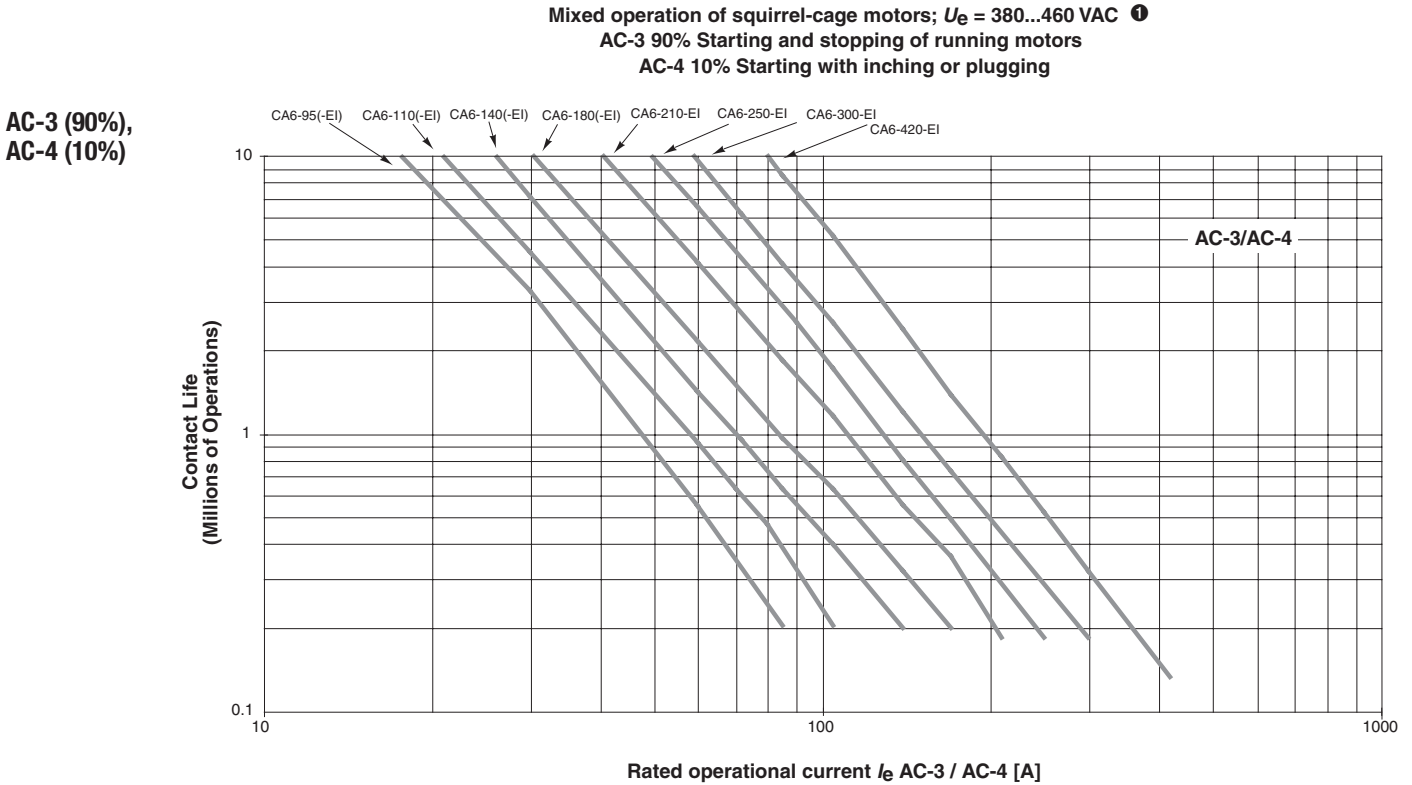 Mixed operation of squirrel-cage motors; Ue = 380...460 VAC ❶
AC-3 90% Starting and stopping of running motors
AC-4 10% Starting with inching or plugging
AC-3 (90%),
AC-4 (10%)
CA6-95(-EI) CA6-110(-EI) CA6-140(-EI) CA6-180(-EI) CA6-210-EI CA6-250-EI CA6-300-EI
CA6-420-EI
10
AC-3/AC-4
Contact Life
(Millions of Operations)
1
0.1
10 100 1000
Rated operational current Ie AC-3 / AC-4 [A]